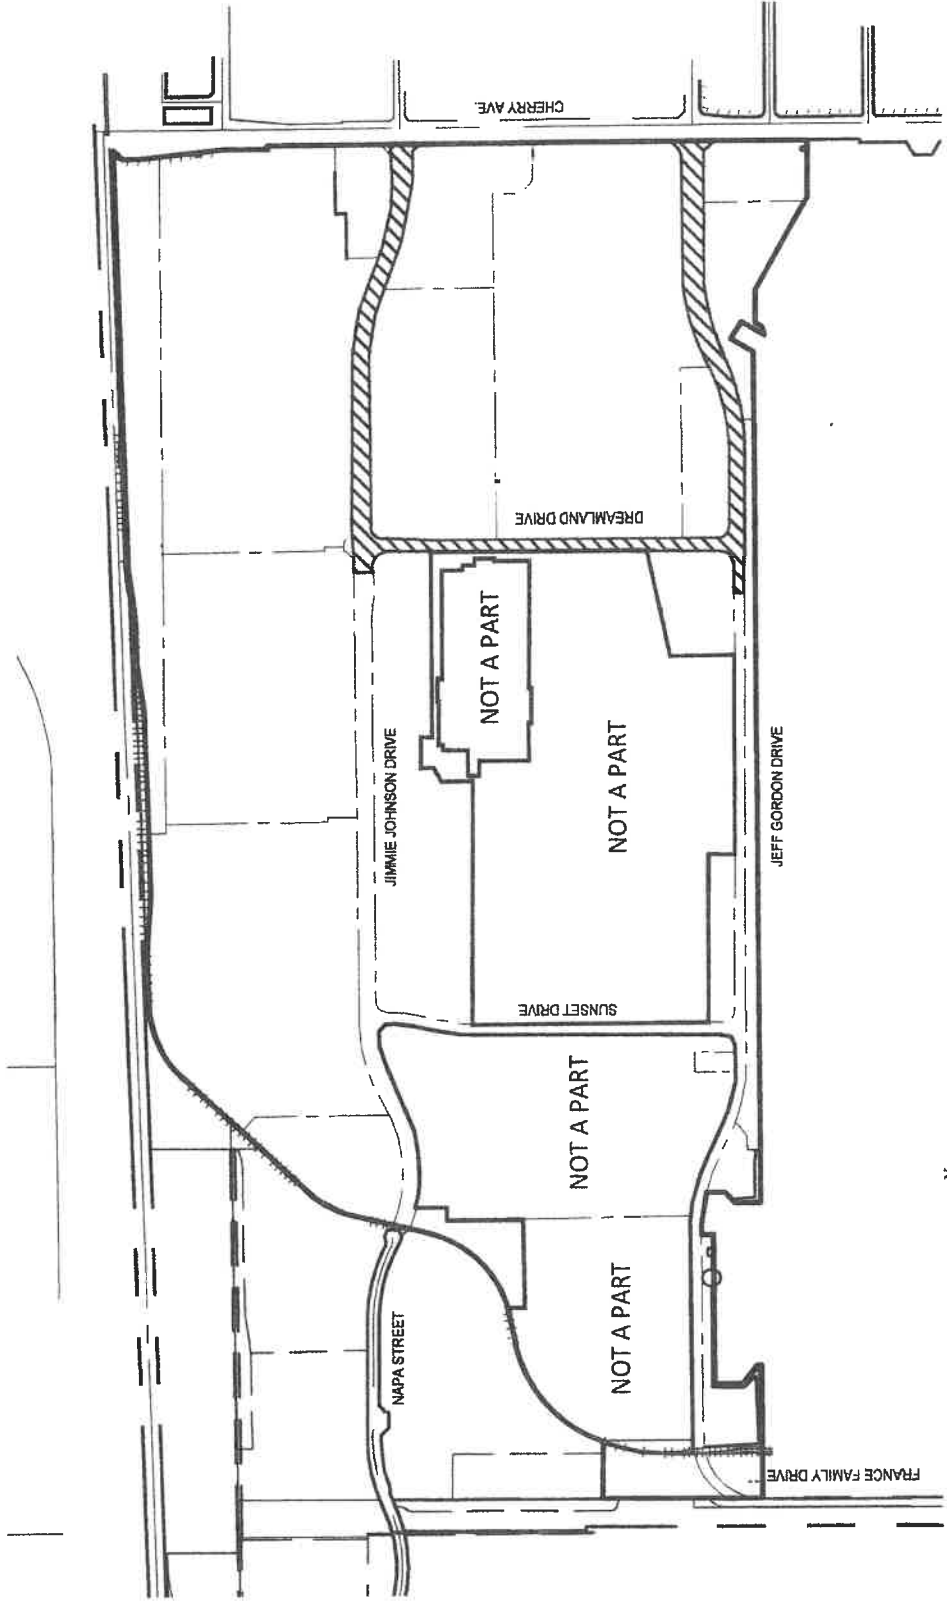 CHERRY AVE.
DREAMLAND DRIVE
NOT A PART
JIMMIE JOHNSON DRIVE
NOT A PART
JEFF GORDON DRIVE
SUNSET DRIVE
NOT A PART
NAPA STREET
NOT A PART
FRANCE FAMILY DRIVE